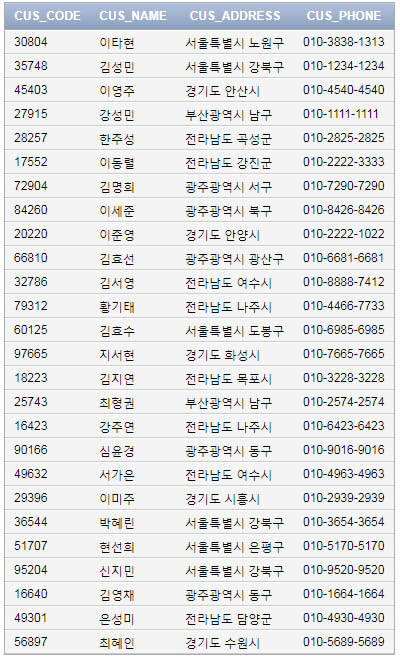 CUS_CODE CUS_NAME CUS_ADDRESS CUS_PHONE
30804 이타현 서울특별시 노원구 010-3838-1313
35748 김성민 서울특별시 강북구 010-1234-1234
45403 이영주 경기도 안산시 010-4540-4540
27915 강성민 부산광역시 남구 010-1111-1111
28257 한주성 전라남도 곡성군 010-2825-2825
17552 이동렬 전라남도 강진군 010-2222-3333
72904 김명희 광주광역시 서구 010-7290-7290
84260 이세준 광주광역시 북구 010-8426-8426
20220 이준영 경기도 안양시 010-2222-1022
66810 김효선 광주광역시 광산구 010-6681-6681
32786 김서영 전라남도 여수시 010-8888-7412
79312 황기태 전라남도 나주시 010-4466-7733
60125 김효수 서울특별시 도봉구 010-6985-6985
97665 지서현 경기도 화성시 010-7665-7665
18223 김지연 전라남도 목포시 010-3228-3228
25743 최형권 부산광역시 남구 010-2574-2574
16423 강주연 전라남도 나주시 010-6423-6423
90166 심윤경 광주광역시 동구 010-9016-9016
49632 서가은 전라남도 여수시 010-4963-4963
29396 이미주 경기도 시흥시 010-2939-2939
36544 박혜린 서울특별시 강북구 010-3654-3654
51707 현선희 서울특별시 은평구 010-5170-5170
95204 신지민 서울특별시 강북구 010-9520-9520
16640 김영재 광주광역시 동구 010-1664-1664
49301 은성미 전라남도 담양군 010-4930-4930
56897 최혜인 경기도 수원시 010-5689-5689